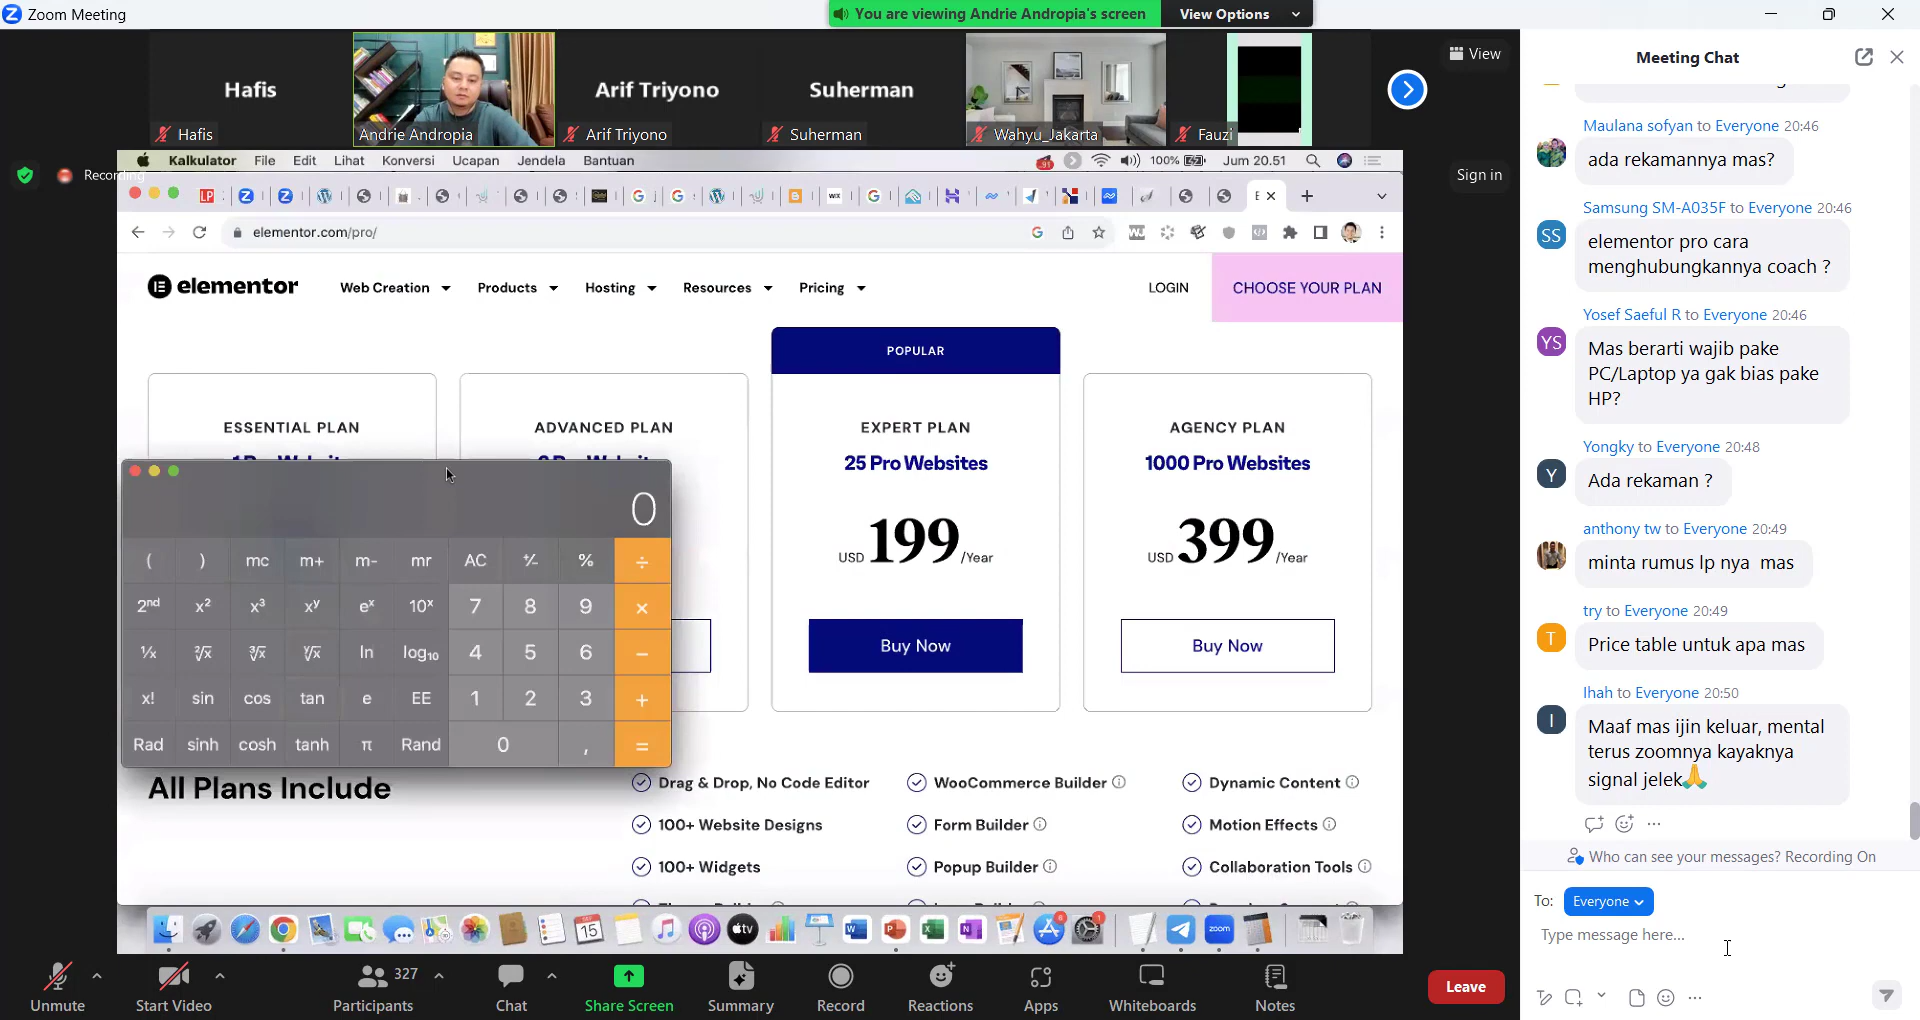 Zoom Meeting
You are viewing Andrie Andropia's screen
View Options
Hafis
Arif Triyono
Suherman
View
Hafis
Andrie Andropia
Arif Triyono
Suherman
Wahyu_Jakarta
Fauzi
Recording
Sign in
Kalkulator File Edit Lihat Konversi Ucapan Jendela Bantuan
100% Jum 20.51
elementor.com/pro/
elementor
Web Creation Products Hosting Resources Pricing
LOGIN
CHOOSE YOUR PLAN
POPULAR
ESSENTIAL PLAN
ADVANCED PLAN
EXPERT PLAN
25 Pro Websites
USD 199 /Year
Buy Now
AGENCY PLAN
1000 Pro Websites
USD 399 /Year
Buy Now
0
( ) mc m+ m- mr AC +⁄- % ÷
2nd x² x³ xʸ eˣ 10ˣ 7 8 9 ×
¹⁄x ²√x ³√x ʸ√x ln log₁₀ 4 5 6 −
x! sin cos tan e EE 1 2 3 +
Rad sinh cosh tanh π Rand 0 , =
All Plans Include
Drag & Drop, No Code Editor
WooCommerce Builder
Dynamic Content
100+ Website Designs
Form Builder
Motion Effects
100+ Widgets
Popup Builder
Collaboration Tools
15
tv
zoom
Unmute
Start Video
327
Participants
Chat
Share Screen
Summary
Record
Reactions
Apps
Whiteboards
Notes
Leave
Meeting Chat
Maulana sofyan to Everyone 20:46
ada rekamannya mas?
Samsung SM-A035F to Everyone 20:46
SS
elementor pro cara
menghubungkannya coach ?
Yosef Saeful R to Everyone 20:46
YS
Mas berarti wajib pake
PC/Laptop ya gak bias pake
HP?
Yongky to Everyone 20:48
Y
Ada rekaman ?
anthony tw to Everyone 20:49
minta rumus lp nya mas
try to Everyone 20:49
T
Price table untuk apa mas
Ihah to Everyone 20:50
I
Maaf mas ijin keluar, mental
terus zoomnya kayaknya
signal jelek🙏
Who can see your messages? Recording On
To: Everyone
Type message here...